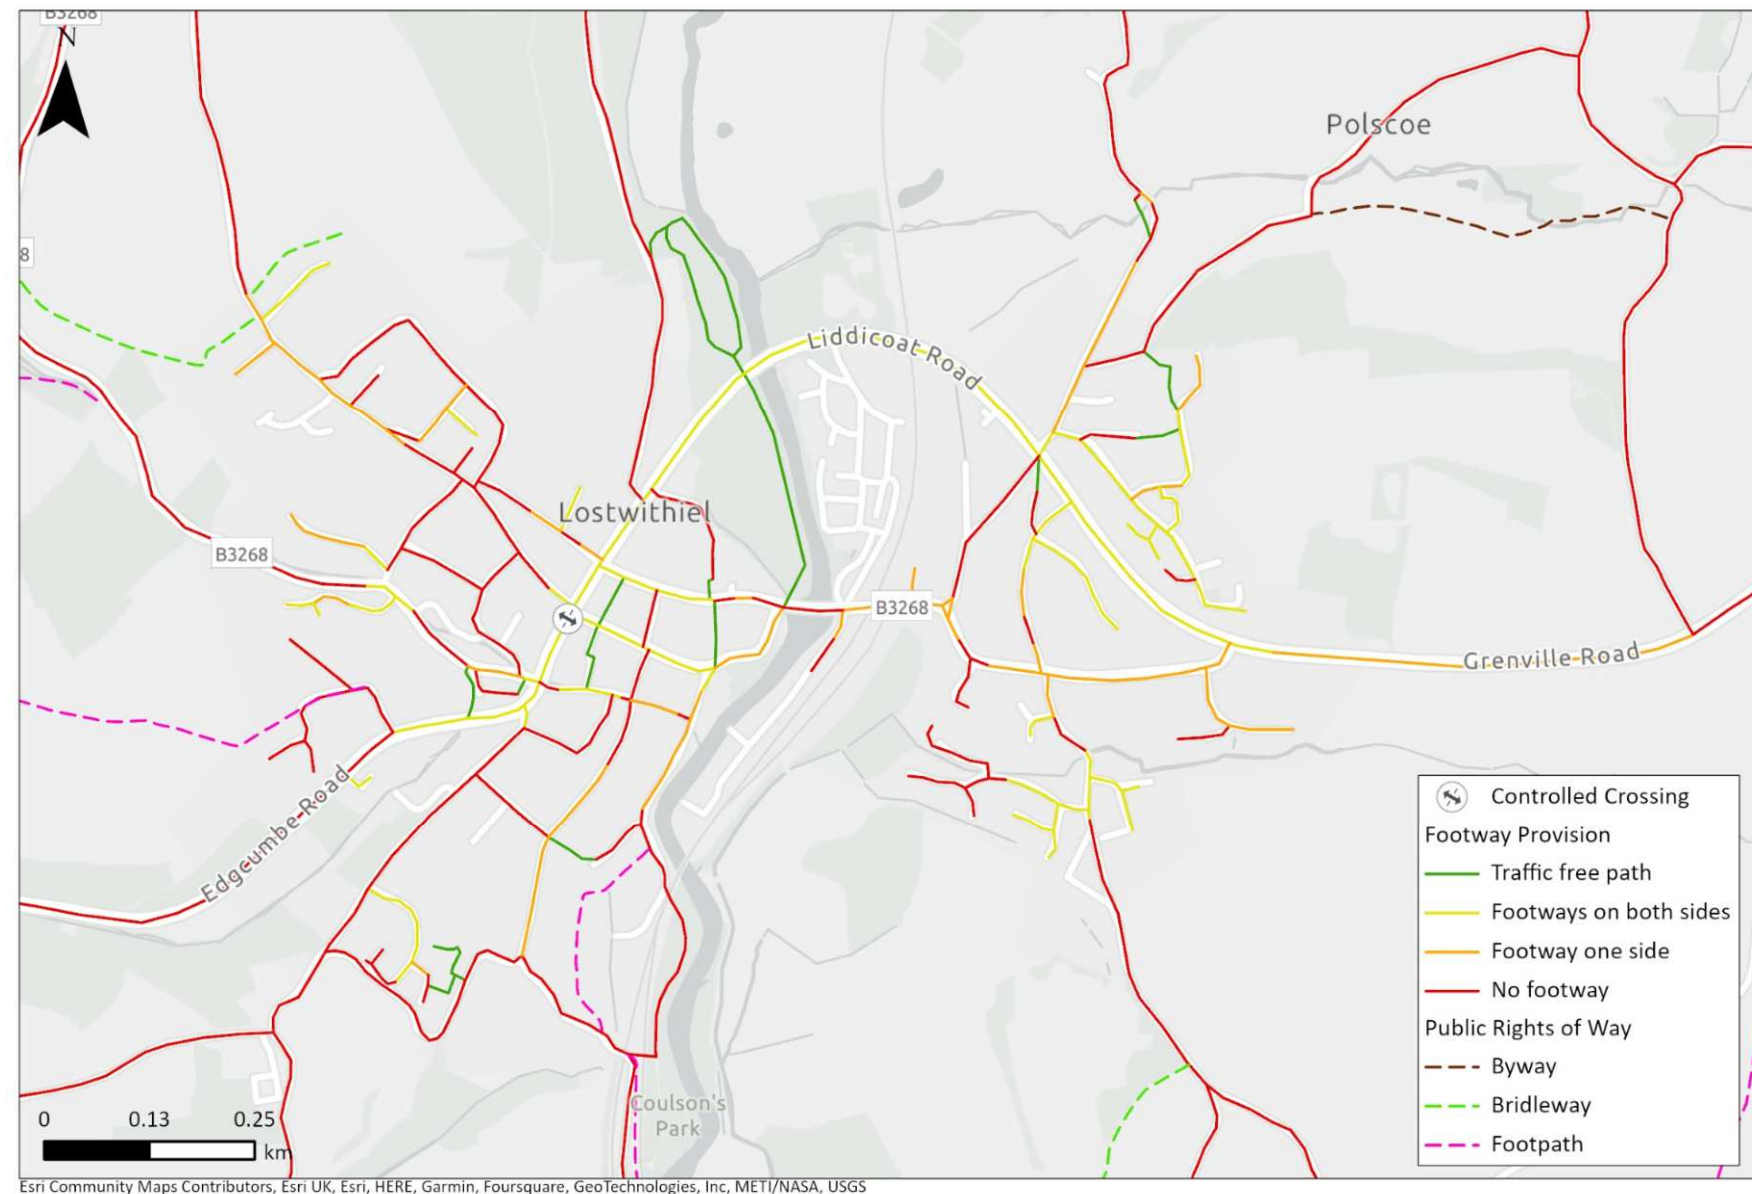 B3268
N
Polscoe
8
Liddicoat Road
Lostwithiel
B3268
B3268
Grenville Road
Edgcumbe Road
Controlled Crossing
Footway Provision
Traffic free path
Footways on both sides
Footway one side
No footway
Public Rights of Way
Byway
Bridleway
Footpath
Coulson's
Park
0 0.13 0.25
km
Esri Community Maps Contributors, Esri UK, Esri, HERE, Garmin, Foursquare, GeoTechnologies, Inc, METI/NASA, USGS